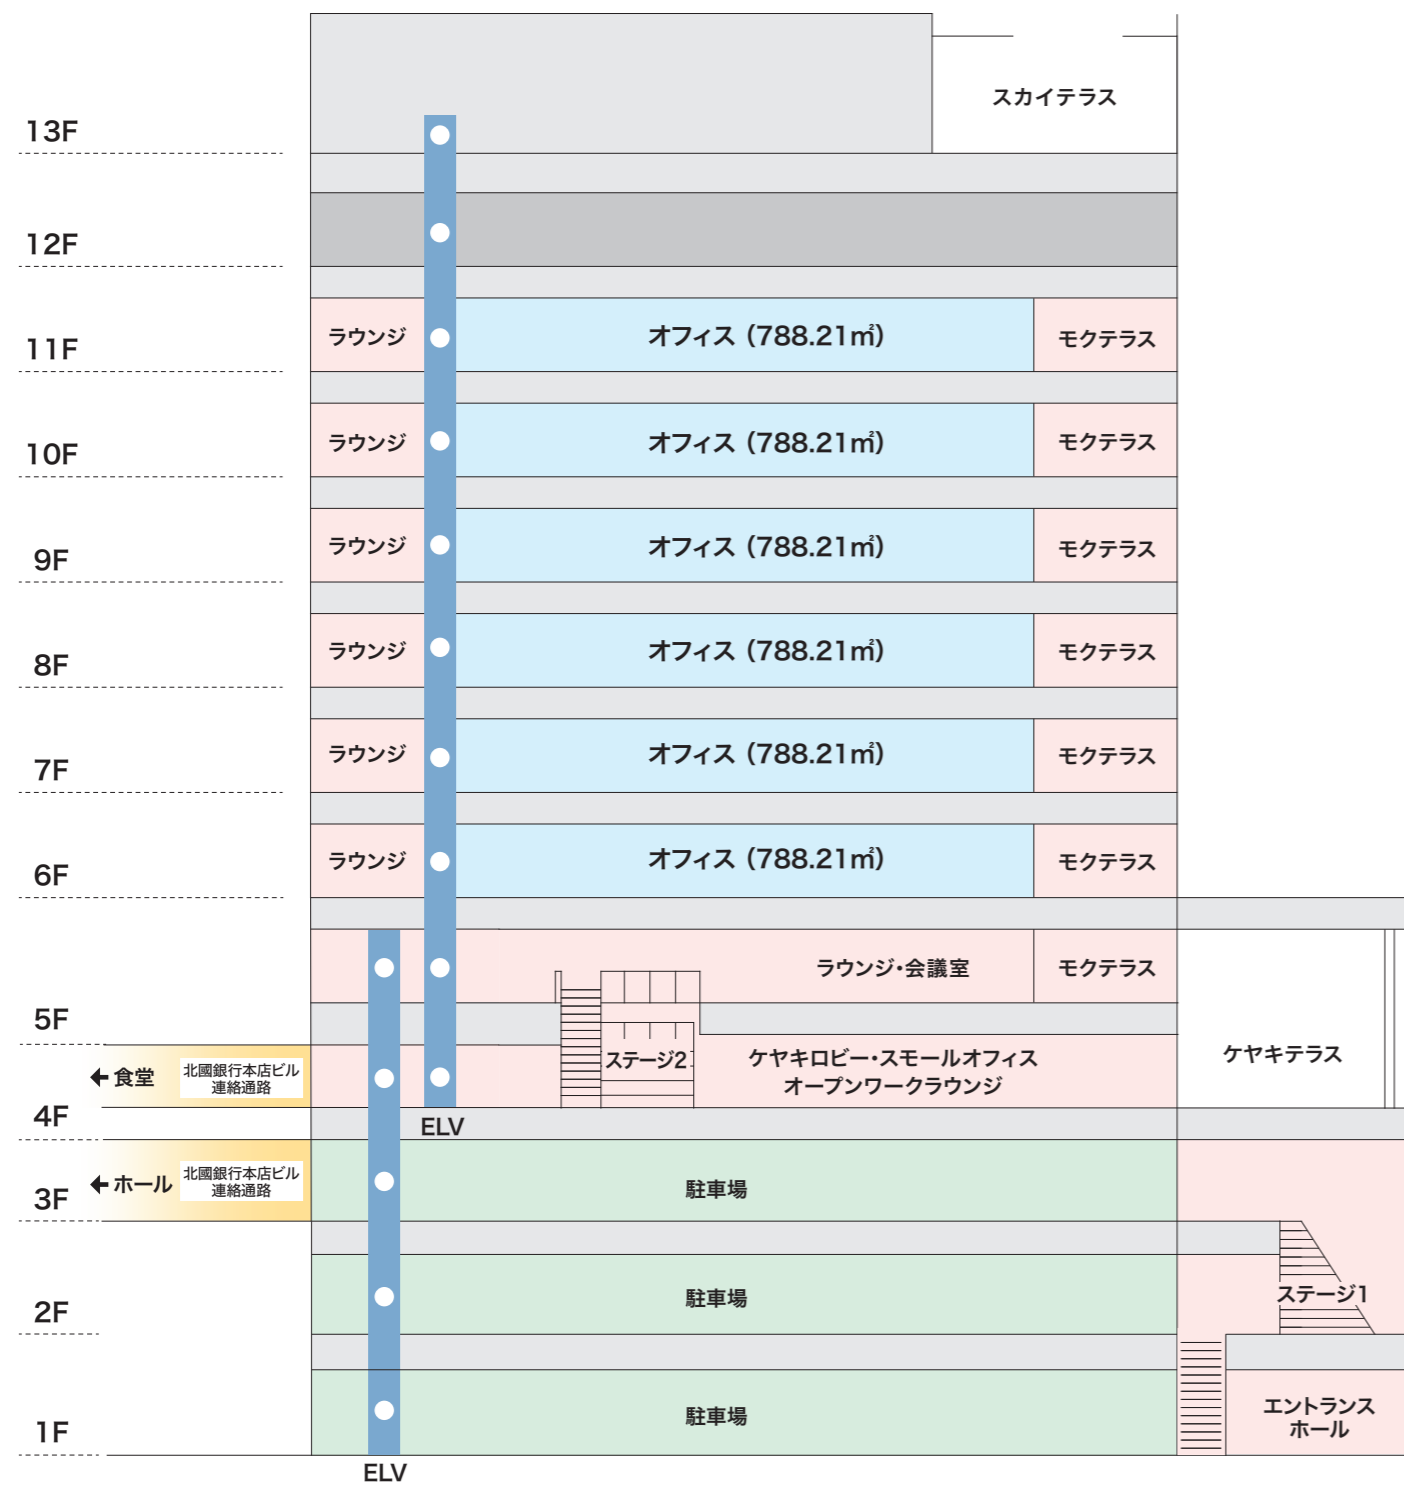 スカイテラス
13F
12F
11F
ラウンジ
オフィス（788.21㎡）
モクテラス
10F
ラウンジ
オフィス（788.21㎡）
モクテラス
9F
ラウンジ
オフィス（788.21㎡）
モクテラス
8F
ラウンジ
オフィス（788.21㎡）
モクテラス
7F
ラウンジ
オフィス（788.21㎡）
モクテラス
6F
ラウンジ
オフィス（788.21㎡）
モクテラス
5F
ラウンジ・会議室
モクテラス
ケヤキテラス
4F
←食堂
北國銀行本店ビル
連絡通路
ステージ2
ケヤキロビー・スモールオフィス
オープンワークラウンジ
ELV
3F
←ホール
北國銀行本店ビル
連絡通路
駐車場
2F
駐車場
ステージ1
1F
駐車場
エントランス
ホール
ELV